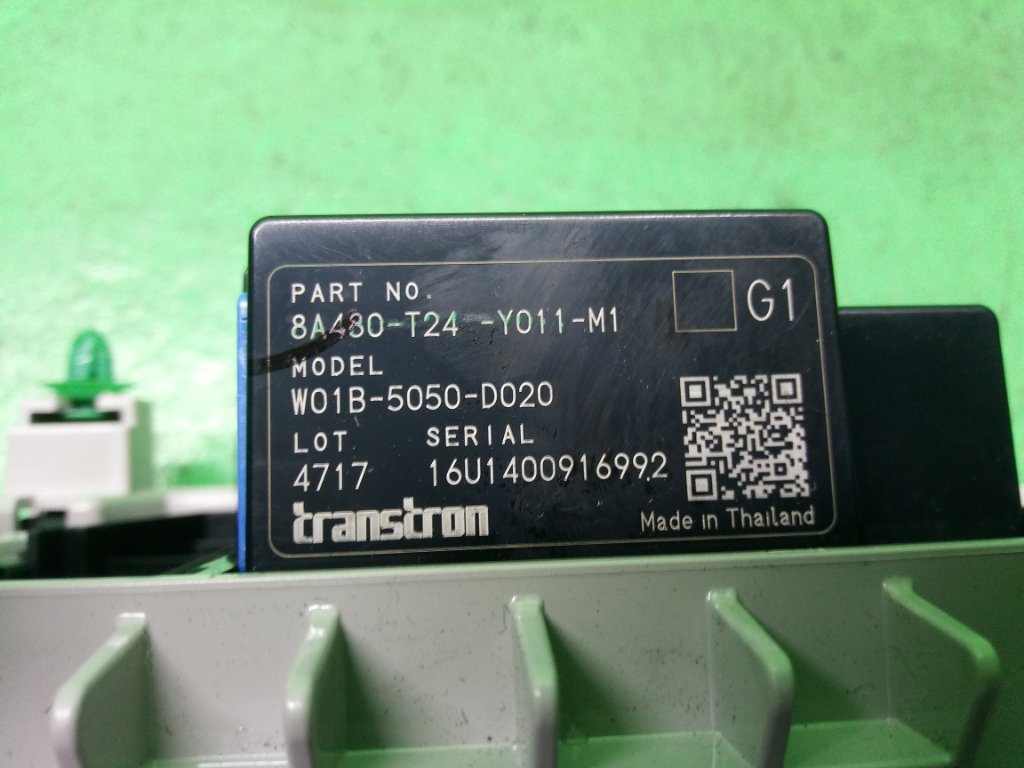 PART NO.
8A480-T24 -Y011-M1
G1
MODEL
W01B-5050-D020
LOT SERIAL
4717 16U1400916992
transtron
Made in Thailand